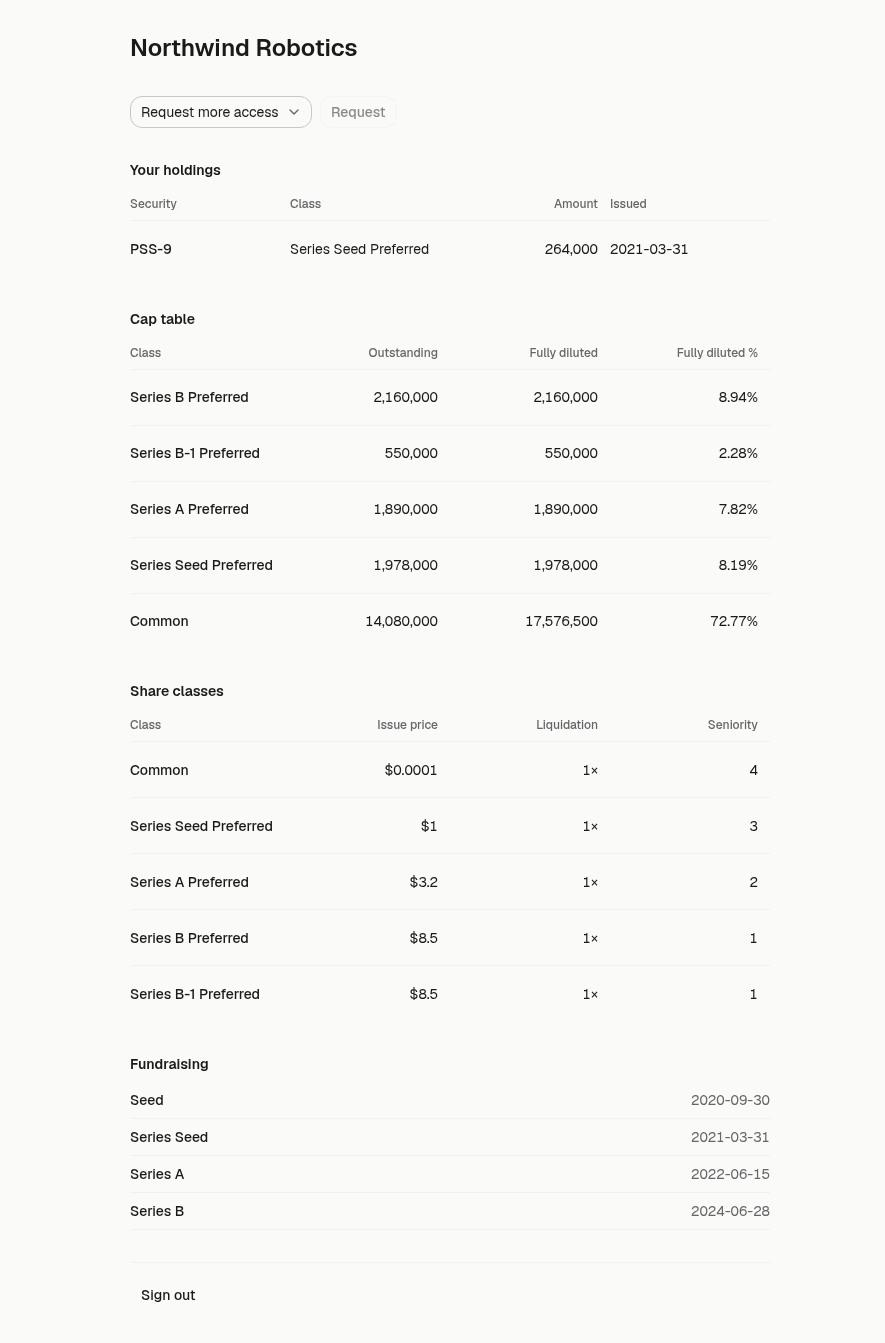 Northwind Robotics
Request more access Request
Your holdings
Security Class Amount Issued
PSS-9 Series Seed Preferred 264,000 2021-03-31
Cap table
Class Outstanding Fully diluted Fully diluted %
Series B Preferred 2,160,000 2,160,000 8.94%
Series B-1 Preferred 550,000 550,000 2.28%
Series A Preferred 1,890,000 1,890,000 7.82%
Series Seed Preferred 1,978,000 1,978,000 8.19%
Common 14,080,000 17,576,500 72.77%
Share classes
Class Issue price Liquidation Seniority
Common $0.0001 1× 4
Series Seed Preferred $1 1× 3
Series A Preferred $3.2 1× 2
Series B Preferred $8.5 1× 1
Series B-1 Preferred $8.5 1× 1
Fundraising
Seed 2020-09-30
Series Seed 2021-03-31
Series A 2022-06-15
Series B 2024-06-28
Sign out